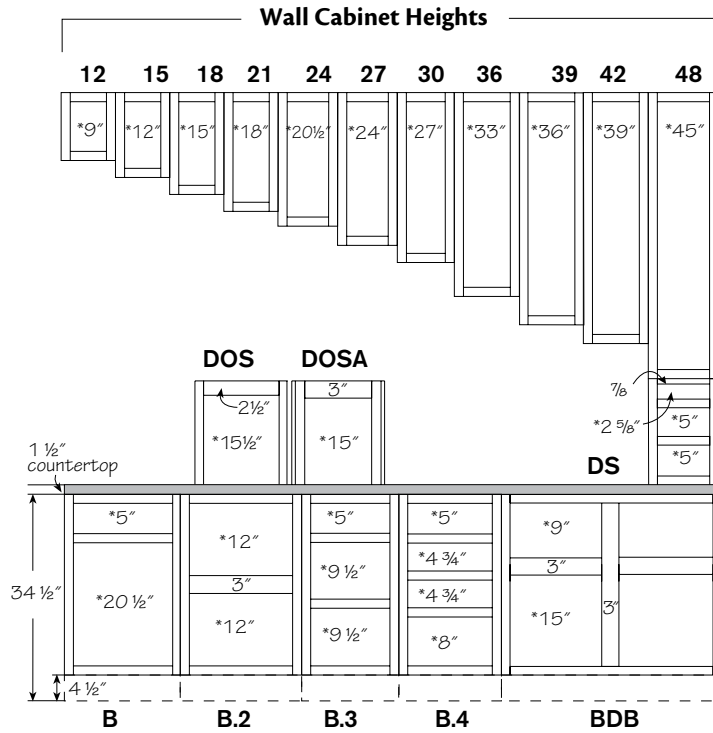 Wall Cabinet Heights
12 15 18 21 24 27 30 36 39 42 48
*9″ *12″ *15″ *18″ *20½″ *24″ *27″ *33″ *36″ *39″ *45″
DOS DOSA
3″
2½″
*15½″ *15″
⅞
*2 ⅝″
*5″
*5″
DS
1 ½″
countertop
*5″ *12″ *5″ *5″ *9″
*9 ½″ *4 ¾″
3″ 3″
34 ½″ *20 ½″ *4 ¾″
*12″ *9 ½″ *8″ *15″ 3″
4 ½″
B B.2 B.3 B.4 BDB